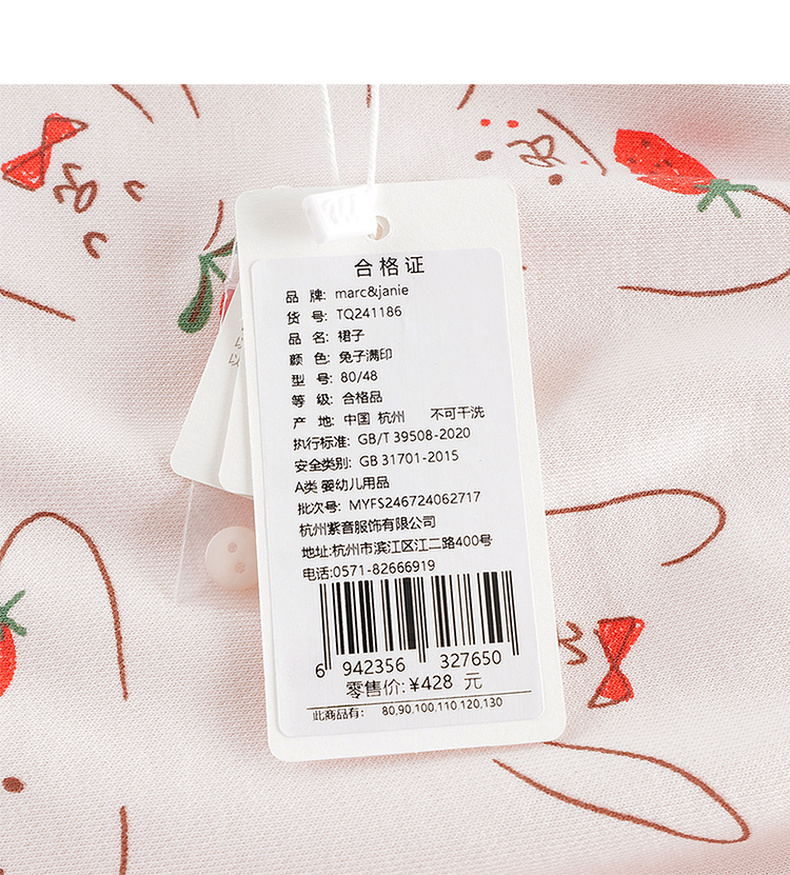 合格证
品 牌: marc&janie
货 号: TQ241186
品 名: 裙子
颜 色: 兔子满印
型 号: 80/48
等 级: 合格品
产 地: 中国 杭州 不可干洗
执行标准: GB/T 39508-2020
安全类别: GB 31701-2015
A类 婴幼儿用品
批次号: MYFS246724062717
杭州紫音服饰有限公司
地址:杭州市滨江区江二路400号
电话:0571-82666919
6 942356 327650
零售价:¥428 元
此商品有: 80,90,100,110,120,130
以
以